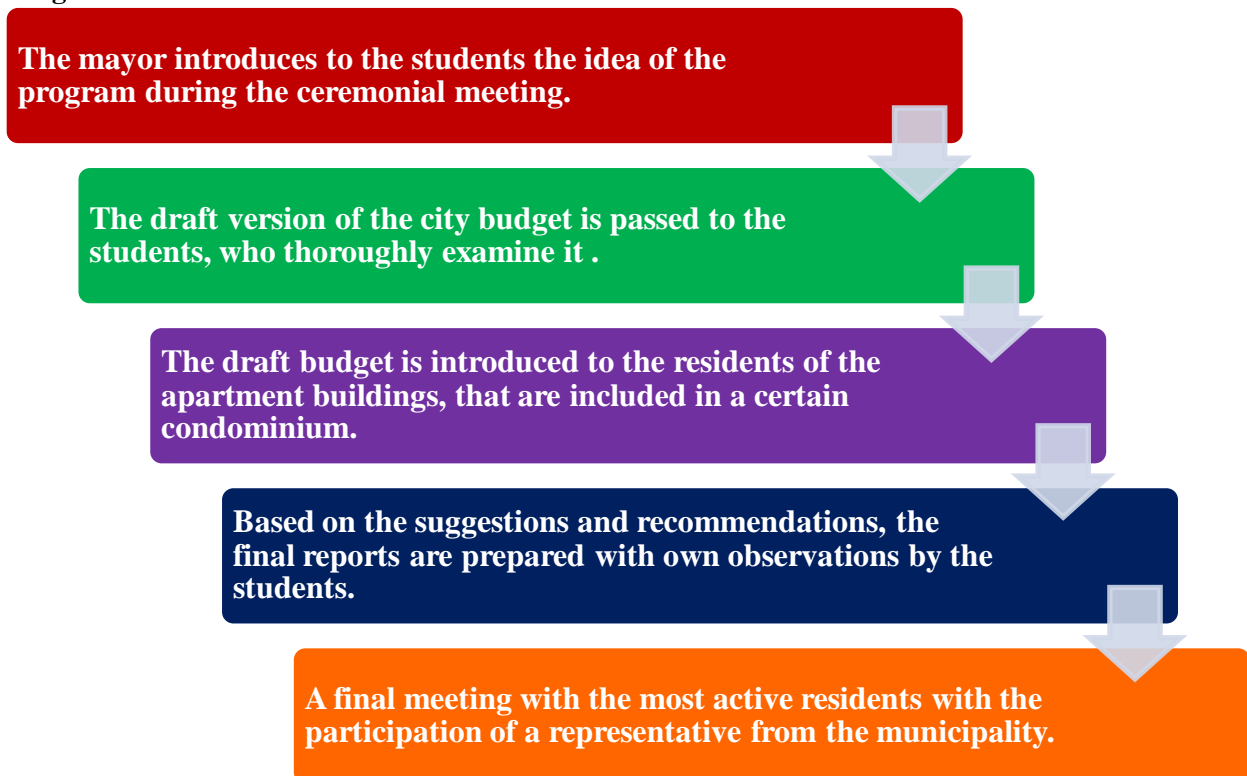 The mayor introduces to the students the idea of the
program during the ceremonial meeting.
The draft version of the city budget is passed to the
students, who thoroughly examine it .
The draft budget is introduced to the residents of the
apartment buildings, that are included in a certain
condominium.
Based on the suggestions and recommendations, the
final reports are prepared with own observations by the
students.
A final meeting with the most active residents with the
participation of a representative from the municipality.